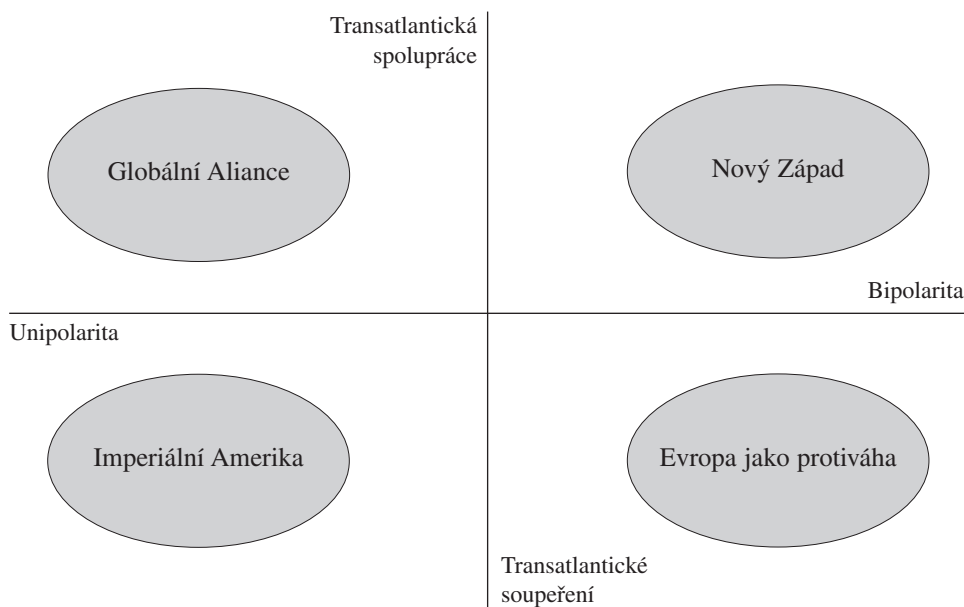 Transatlantická
spolupráce
Globální Aliance
Nový Západ
Bipolarita
Unipolarita
Imperiální Amerika
Evropa jako protiváha
Transatlantické
soupeření